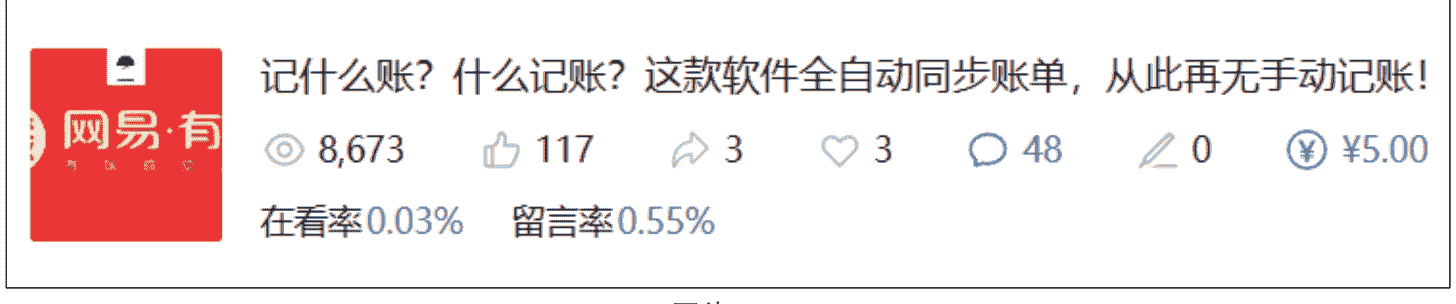 记什么账？什么记账？这款软件全自动同步账单，从此再无手动记账！
网易·有
8,673 117 3 3 48 0 ¥5.00
在看率0.03% 留言率0.55%